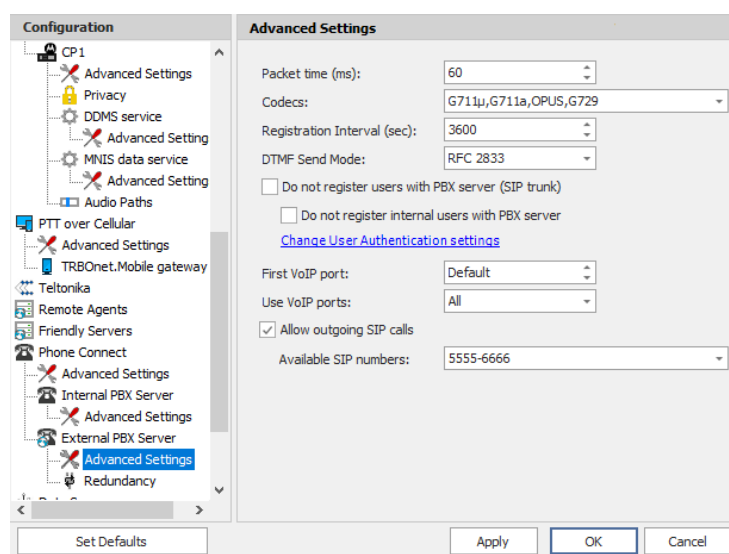 Configuration
CP1
Advanced Settings
Privacy
DDMS service
Advanced Setting
MNIS data service
Advanced Setting
Audio Paths
PTT over Cellular
Advanced Settings
TRBOnet.Mobile gateway
Teltonika
Remote Agents
Friendly Servers
Phone Connect
Advanced Settings
Internal PBX Server
Advanced Settings
External PBX Server
Advanced Settings
Redundancy
Set Defaults
Advanced Settings
Packet time (ms): 60
Codecs: G711µ,G711a,OPUS,G729
Registration Interval (sec): 3600
DTMF Send Mode: RFC 2833
Do not register users with PBX server (SIP trunk)
Do not register internal users with PBX server
Change User Authentication settings
First VoIP port: Default
Use VoIP ports: All
Allow outgoing SIP calls
Available SIP numbers: 5555-6666
Apply OK Cancel